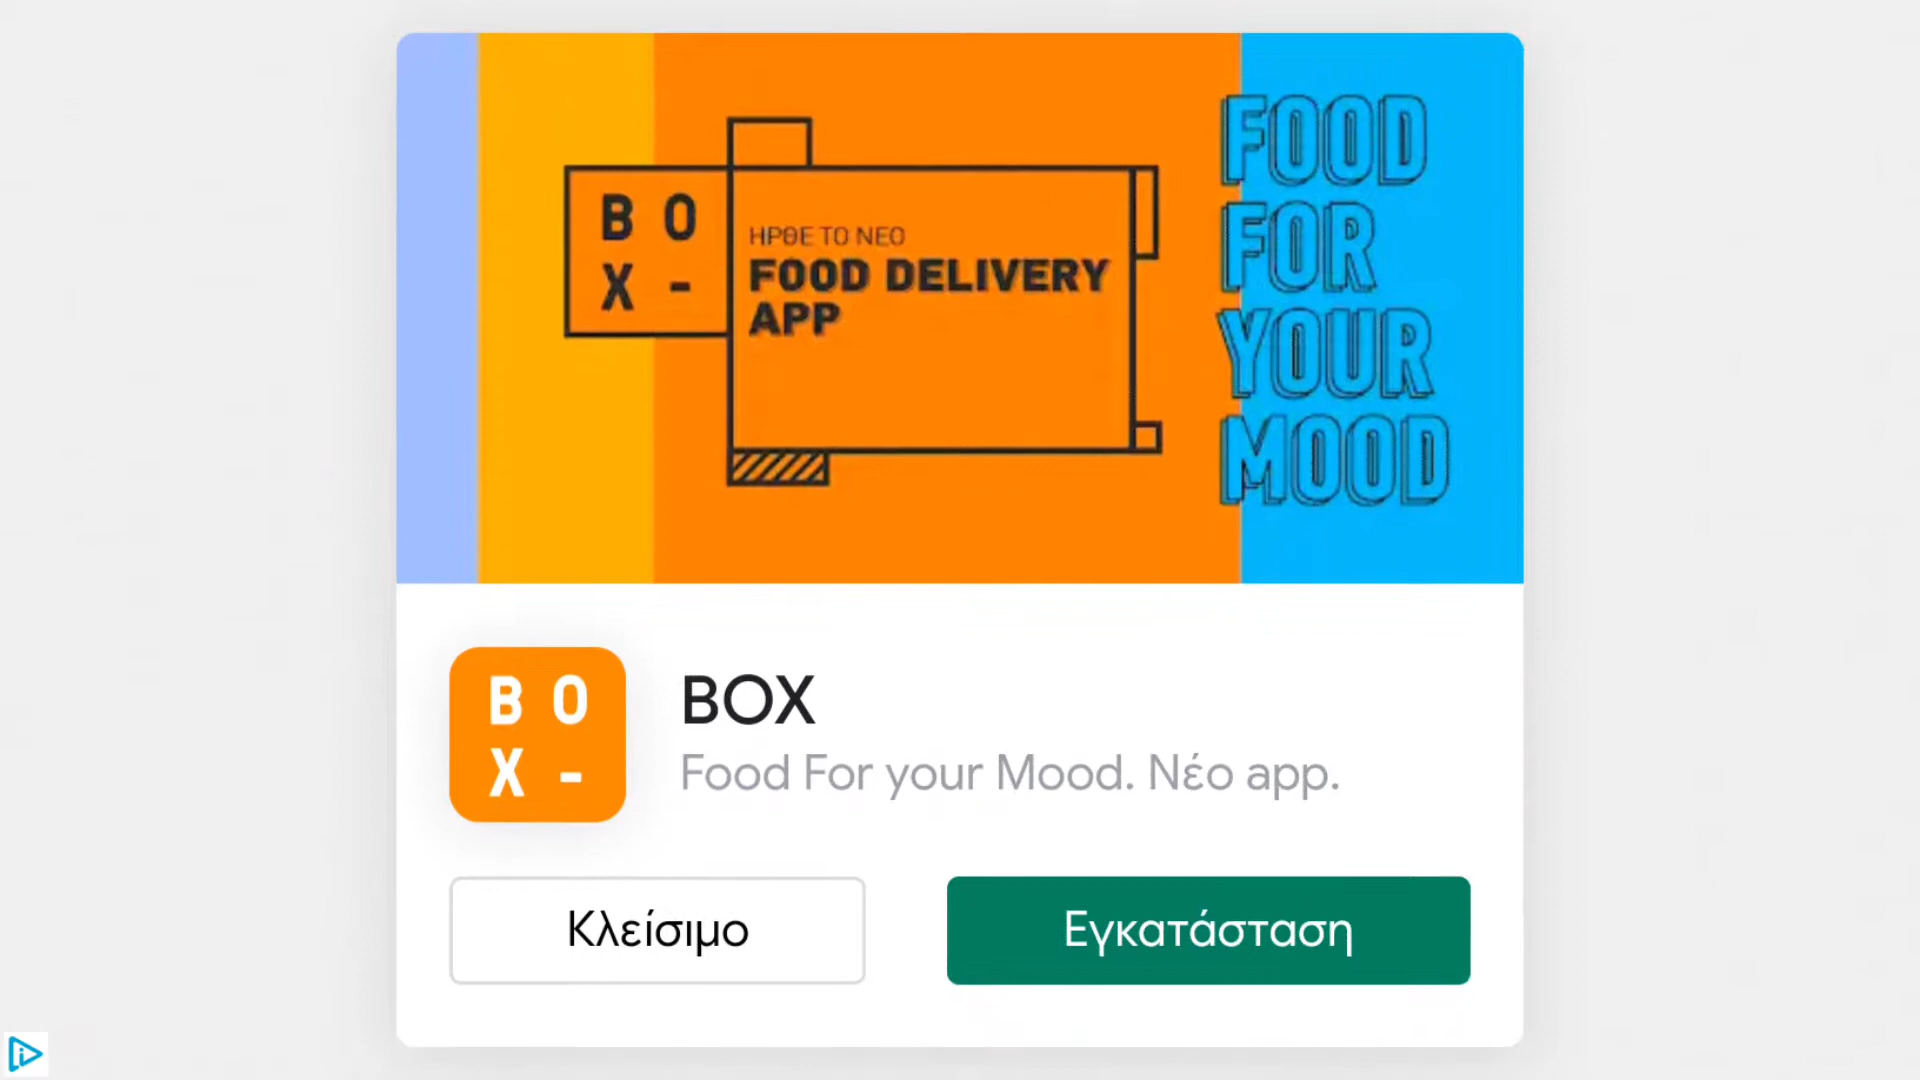 B O
X -
ΗΡΘΕ ΤΟ ΝΕΟ
FOOD DELIVERY
APP
FOOD
FOR
YOUR
MOOD
B O
X -
BOX
Food For your Mood. Νέο app.
Κλείσιμο
Εγκατάσταση